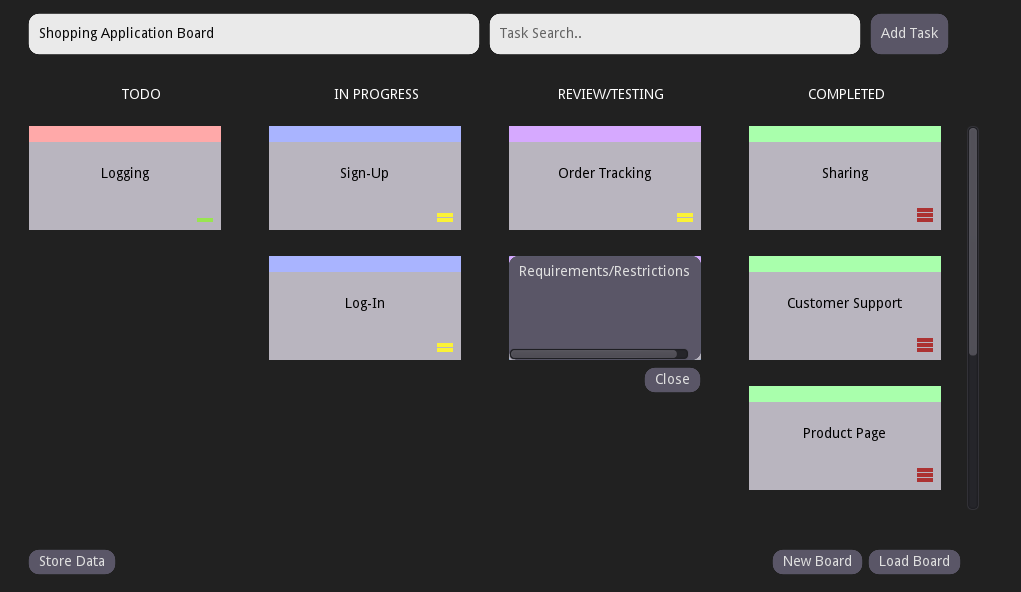 Shopping Application Board
Task Search..
Add Task
TODO
IN PROGRESS
REVIEW/TESTING
COMPLETED
Logging
Sign-Up
Order Tracking
Sharing
Log-In
Requirements/Restrictions
Customer Support
Close
Product Page
Store Data
New Board
Load Board